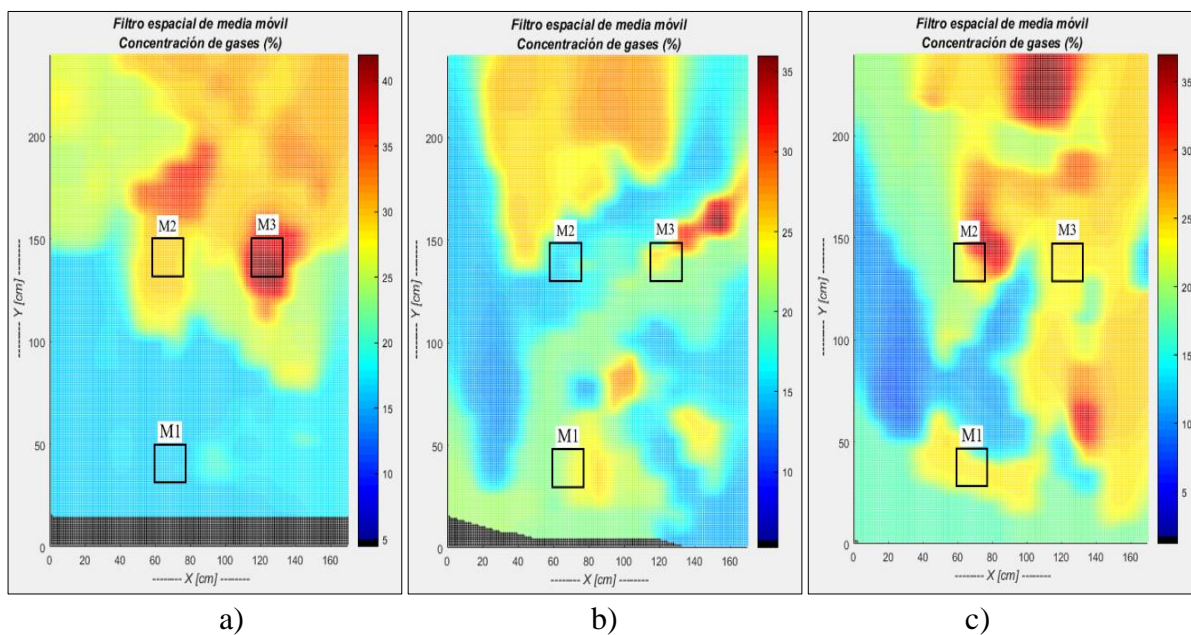 Filtro espacial de media móvil
Concentración de gases (%)
200
150
100
50
0
-------- Y [cm] --------
0 20 40 60 80 100 120 140 160
-------- X [cm] --------
40
35
30
25
20
15
10
5
M2
M3
M1
Filtro espacial de media móvil
Concentración de gases (%)
200
150
100
50
0
-------- Y [cm] --------
0 20 40 60 80 100 120 140 160
-------- X [cm] --------
35
30
25
20
15
10
M2
M3
M1
Filtro espacial de media móvil
Concentración de gases (%)
200
150
100
50
0
-------- Y [cm] --------
0 20 40 60 80 100 120 140 160
-------- X [cm] --------
35
30
25
20
15
10
5
M2
M3
M1
a)
b)
c)